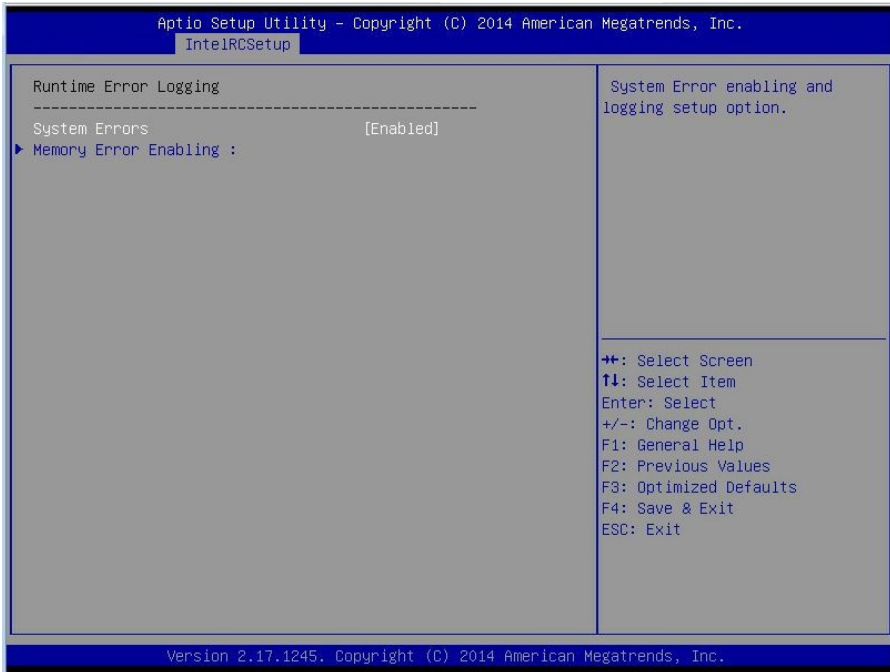 Aptio Setup Utility – Copyright (C) 2014 American Megatrends, Inc.
IntelRCSetup
Runtime Error Logging
--------------------------------------------------
System Errors [Enabled]
▶ Memory Error Enabling :
System Error enabling and
logging setup option.
→←: Select Screen
↑↓: Select Item
Enter: Select
+/-: Change Opt.
F1: General Help
F2: Previous Values
F3: Optimized Defaults
F4: Save & Exit
ESC: Exit
Version 2.17.1245. Copyright (C) 2014 American Megatrends, Inc.